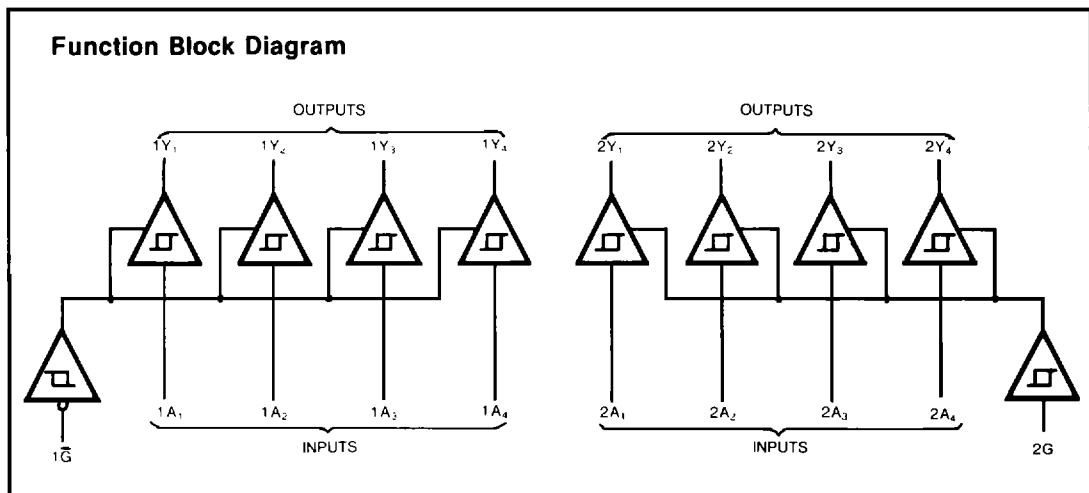 Function Block Diagram
OUTPUTS OUTPUTS
1Y₁ 1Y₂ 1Y₃ 1Y₄ 2Y₁ 2Y₂ 2Y₃ 2Y₄
1A₁ 1A₂ 1A₃ 1A₄ 2A₁ 2A₂ 2A₃ 2A₄
1G̅ INPUTS INPUTS 2G